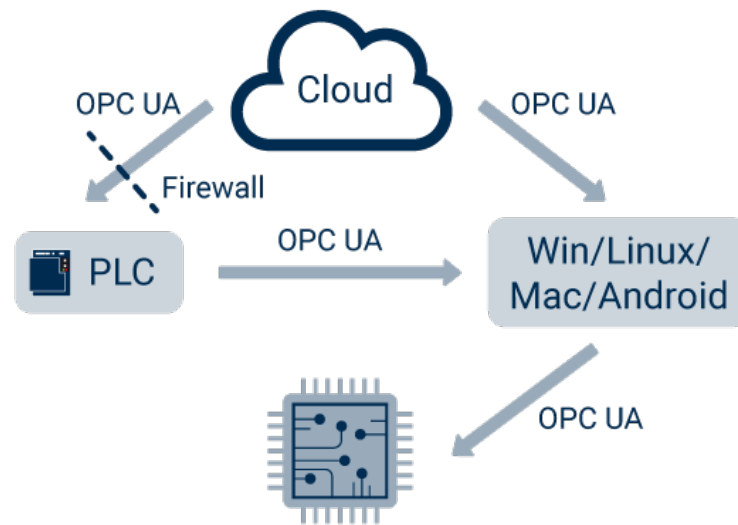 Cloud
OPC UA
OPC UA
Firewall
OPC UA
PLC
Win/Linux/
Mac/Android
OPC UA